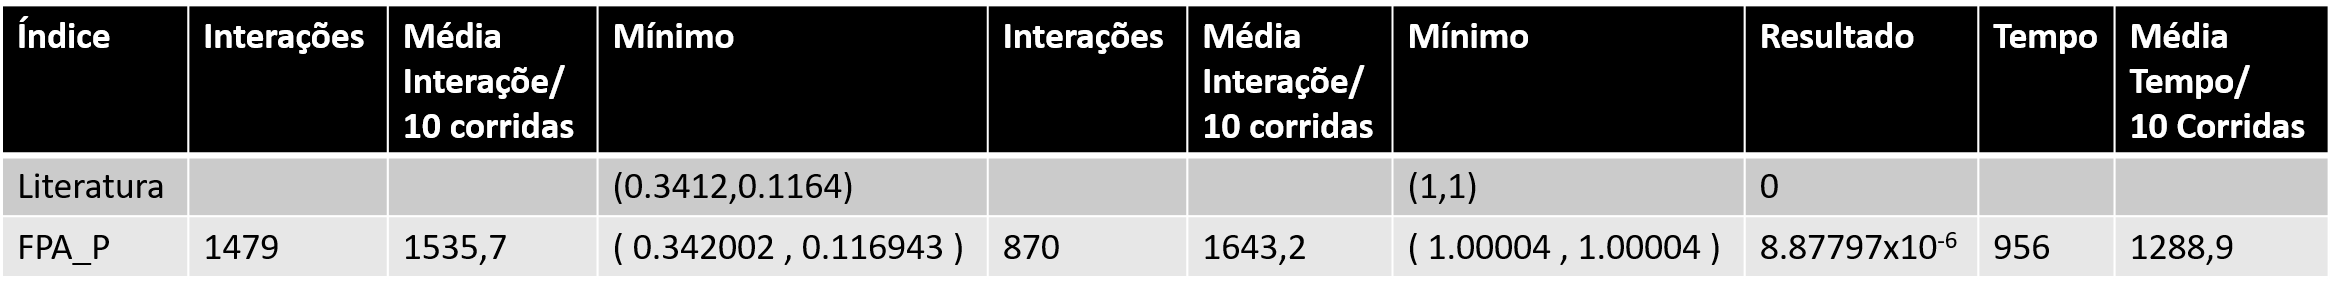 Índice Interações Média Interaçõe/ 10 corridas Mínimo Interações Média Interaçõe/ 10 corridas Mínimo Resultado Tempo Média Tempo/ 10 Corridas
Literatura (0.3412,0.1164) (1,1) 0
FPA_P 1479 1535,7 ( 0.342002 , 0.116943 ) 870 1643,2 ( 1.00004 , 1.00004 ) 8.87797x10⁻⁶ 956 1288,9